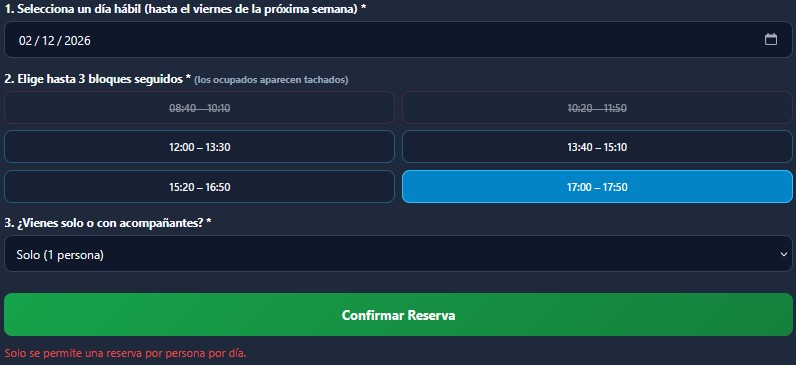 1. Selecciona un día hábil (hasta el viernes de la próxima semana) *
02 / 12 / 2026
2. Elige hasta 3 bloques seguidos * (los ocupados aparecen tachados)
08:40 – 10:10
10:20 – 11:50
12:00 – 13:30
13:40 – 15:10
15:20 – 16:50
17:00 – 17:50
3. ¿Vienes solo o con acompañantes? *
Solo (1 persona)
Confirmar Reserva
Solo se permite una reserva por persona por día.